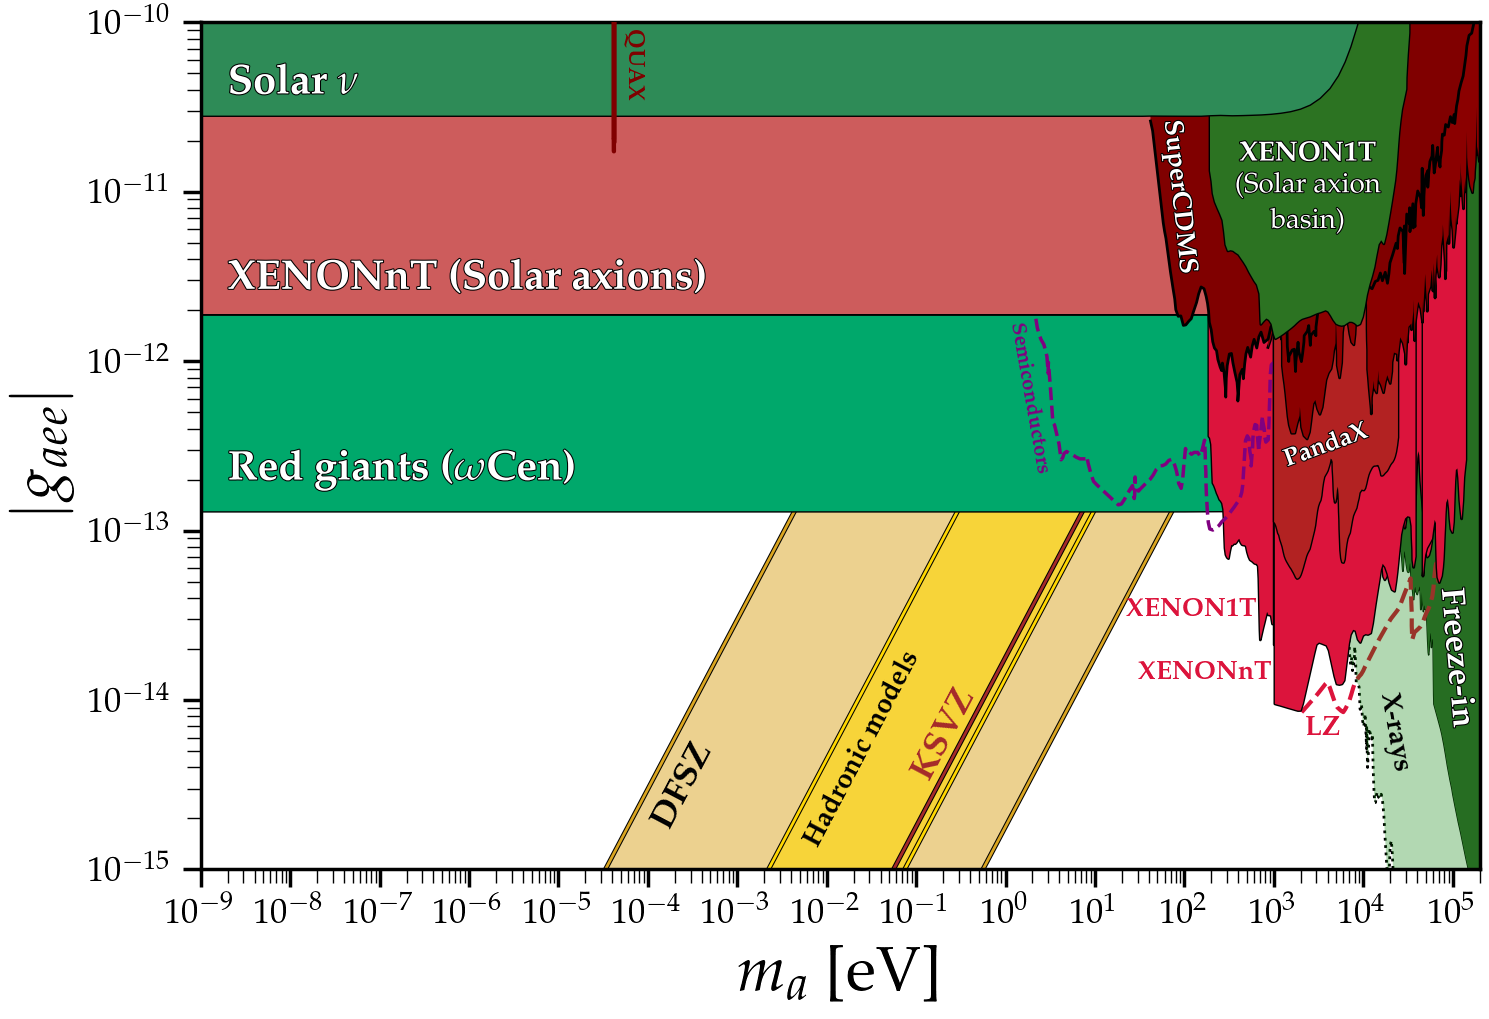 10⁻¹⁰
10⁻¹¹
10⁻¹²
10⁻¹³
10⁻¹⁴
10⁻¹⁵
|gₐₑₑ|
Solar ν
QUAX
XENONnT (Solar axions)
Red giants (ωCen)
Semiconductors
SuperCDMS
XENON1T
(Solar axion
basin)
PandaX
XENON1T
XENONnT
LZ
X-rays
Freeze-in
DFSZ
Hadronic models
KSVZ
10⁻⁹ 10⁻⁸ 10⁻⁷ 10⁻⁶ 10⁻⁵ 10⁻⁴ 10⁻³ 10⁻² 10⁻¹ 10⁰ 10¹ 10² 10³ 10⁴ 10⁵
mₐ [eV]